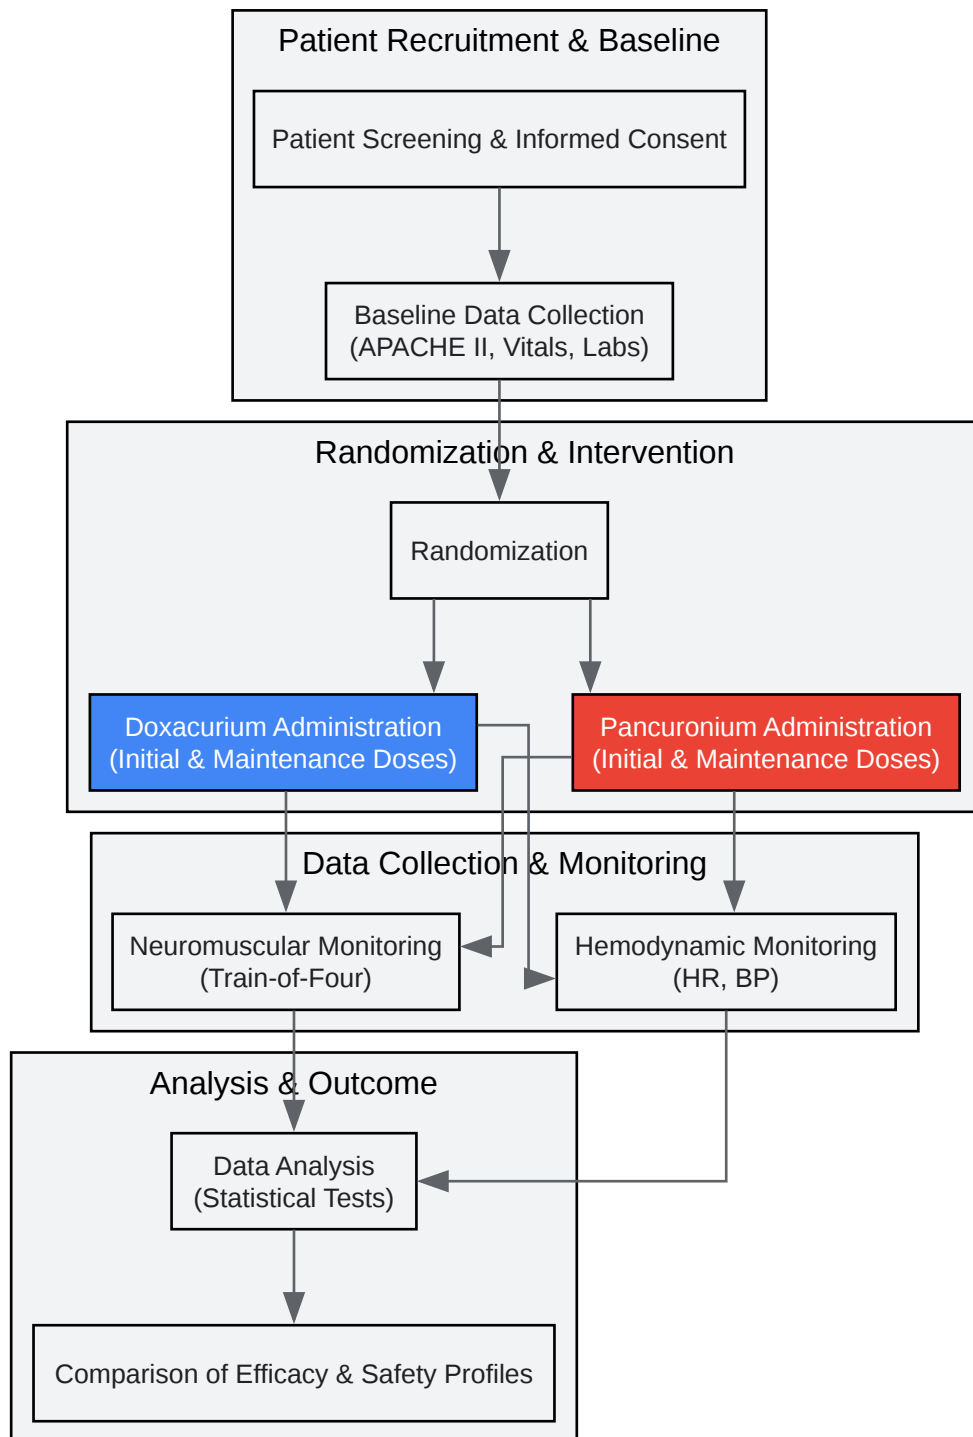 Patient Recruitment & Baseline
Patient Screening & Informed Consent
Baseline Data Collection
(APACHE II, Vitals, Labs)
Randomization & Intervention
Randomization
Doxacurium Administration
(Initial & Maintenance Doses)
Pancuronium Administration
(Initial & Maintenance Doses)
Data Collection & Monitoring
Neuromuscular Monitoring
(Train-of-Four)
Hemodynamic Monitoring
(HR, BP)
Analysis & Outcome
Data Analysis
(Statistical Tests)
Comparison of Efficacy & Safety Profiles